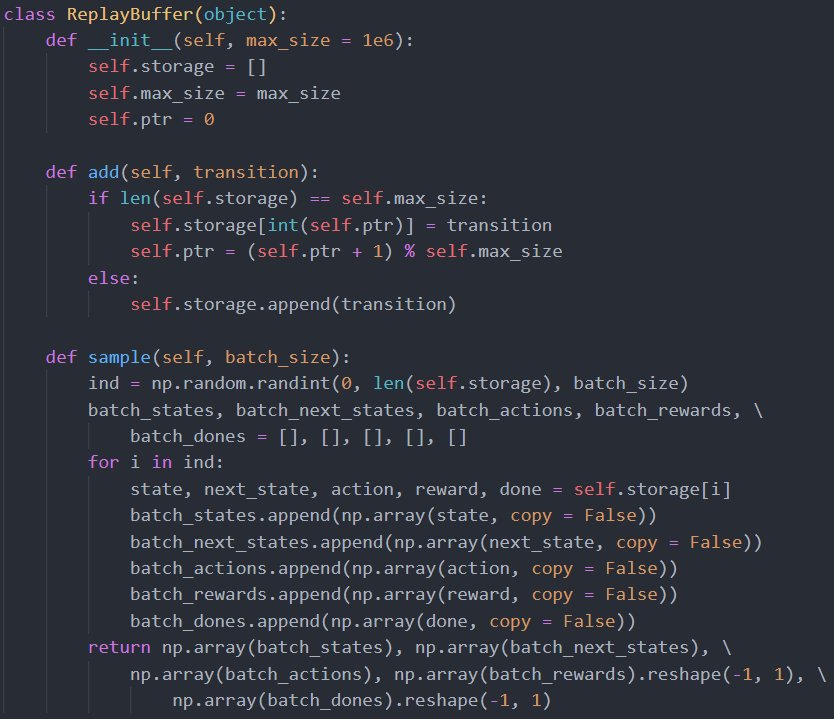 class ReplayBuffer(object):
    def __init__(self, max_size = 1e6):
        self.storage = []
        self.max_size = max_size
        self.ptr = 0

    def add(self, transition):
        if len(self.storage) == self.max_size:
            self.storage[int(self.ptr)] = transition
            self.ptr = (self.ptr + 1) % self.max_size
        else:
            self.storage.append(transition)

    def sample(self, batch_size):
        ind = np.random.randint(0, len(self.storage), batch_size)
        batch_states, batch_next_states, batch_actions, batch_rewards, \
            batch_dones = [], [], [], [], []
        for i in ind:
            state, next_state, action, reward, done = self.storage[i]
            batch_states.append(np.array(state, copy = False))
            batch_next_states.append(np.array(next_state, copy = False))
            batch_actions.append(np.array(action, copy = False))
            batch_rewards.append(np.array(reward, copy = False))
            batch_dones.append(np.array(done, copy = False))
        return np.array(batch_states), np.array(batch_next_states), \
            np.array(batch_actions), np.array(batch_rewards).reshape(-1, 1), \
                np.array(batch_dones).reshape(-1, 1)